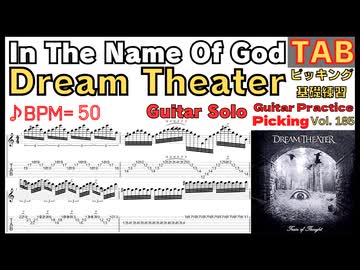 In The Name Of God
TAB
Dream Theater
ピッキング
基礎練習
♪BPM= 50
Guitar Solo
Guitar Practice
Picking Vol. 185
DREAM THEATER
Train of Thought